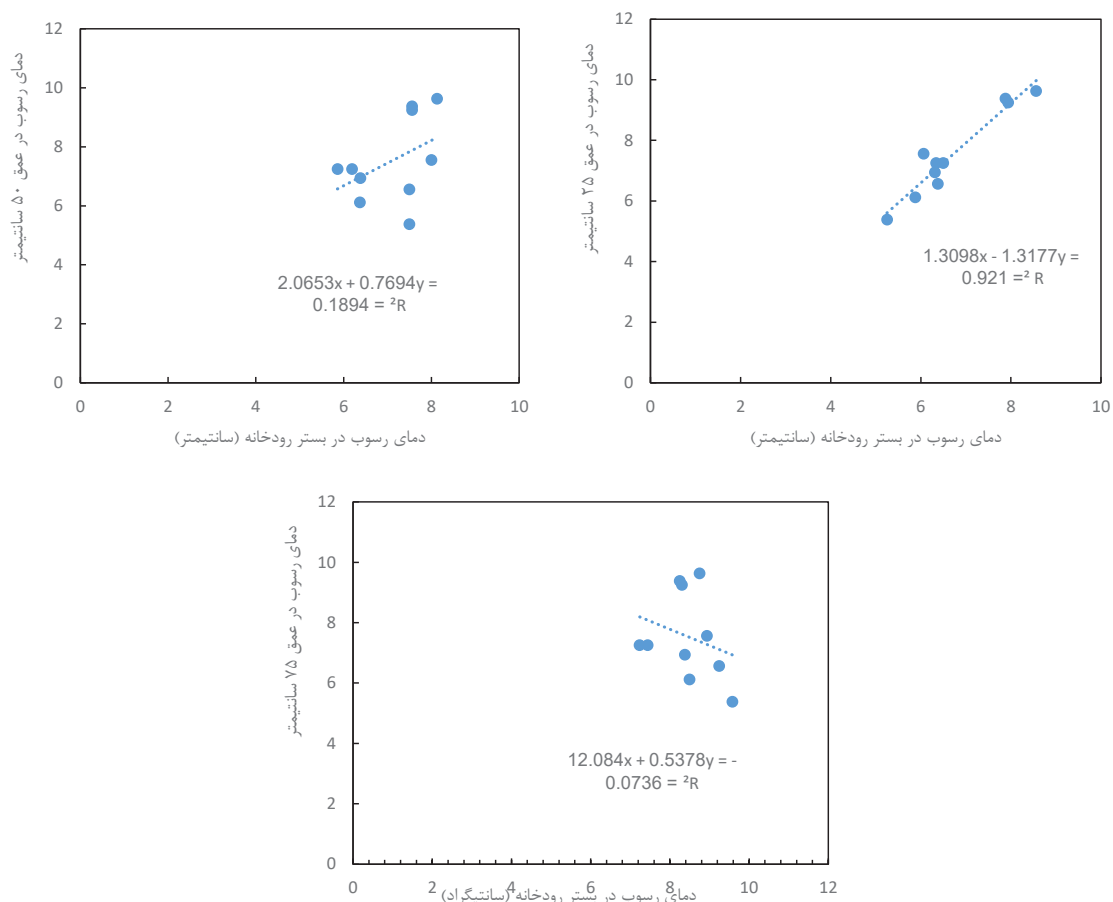 دمای رسوب در عمق ۵۰ سانتیمتر
12
10
8
6
4
2
0
2.0653x + 0.7694y =
0.1894 = ²R
0 2 4 6 8 10
دمای رسوب در بستر رودخانه (سانتیمتر)
دمای رسوب در عمق ۲۵ سانتیمتر
12
10
8
6
4
2
0
1.3098x - 1.3177y =
0.921 =² R
0 2 4 6 8 10
دمای رسوب در بستر رودخانه (سانتیمتر)
دمای رسوب در عمق ۷۵ سانتیمتر
12
10
8
6
4
2
0
12.084x + 0.5378y = -
0.0736 = ²R
0 2 4 6 8 10 12
دمای رسوب در بستر رودخانه (سانتیگراد)